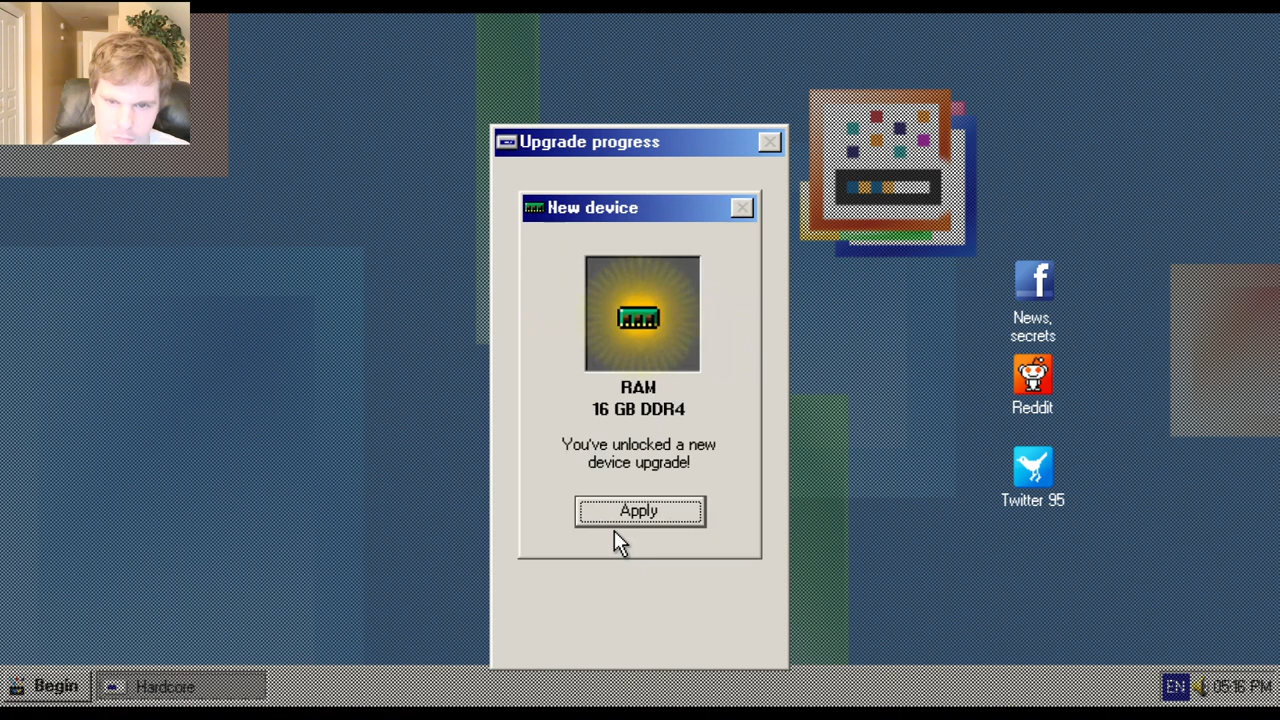 Upgrade progress
New device
RAM
16 GB DDR4
You've unlocked a new
device upgrade!
Apply
News,
secrets
Reddit
Twitter 95
Begin
Hardcore
EN
05:16 PM